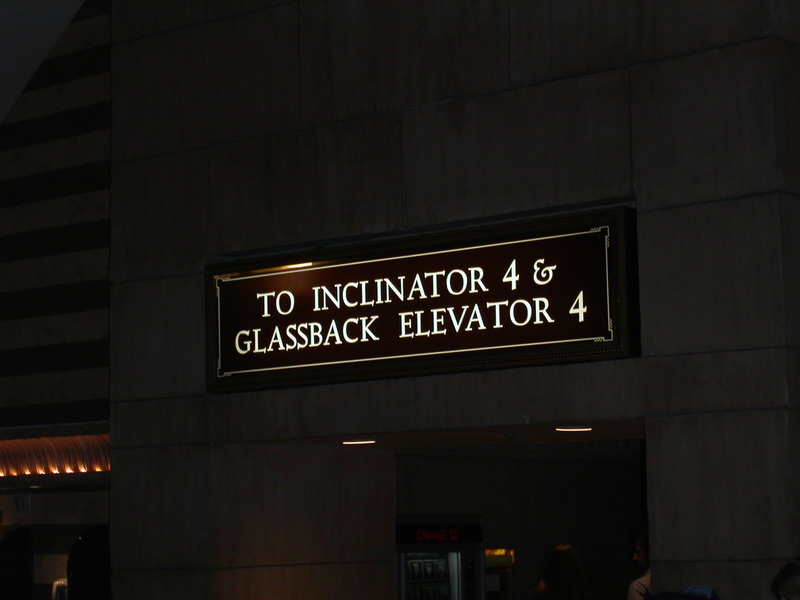 TO INCLINATOR 4 &
GLASSBACK ELEVATOR 4